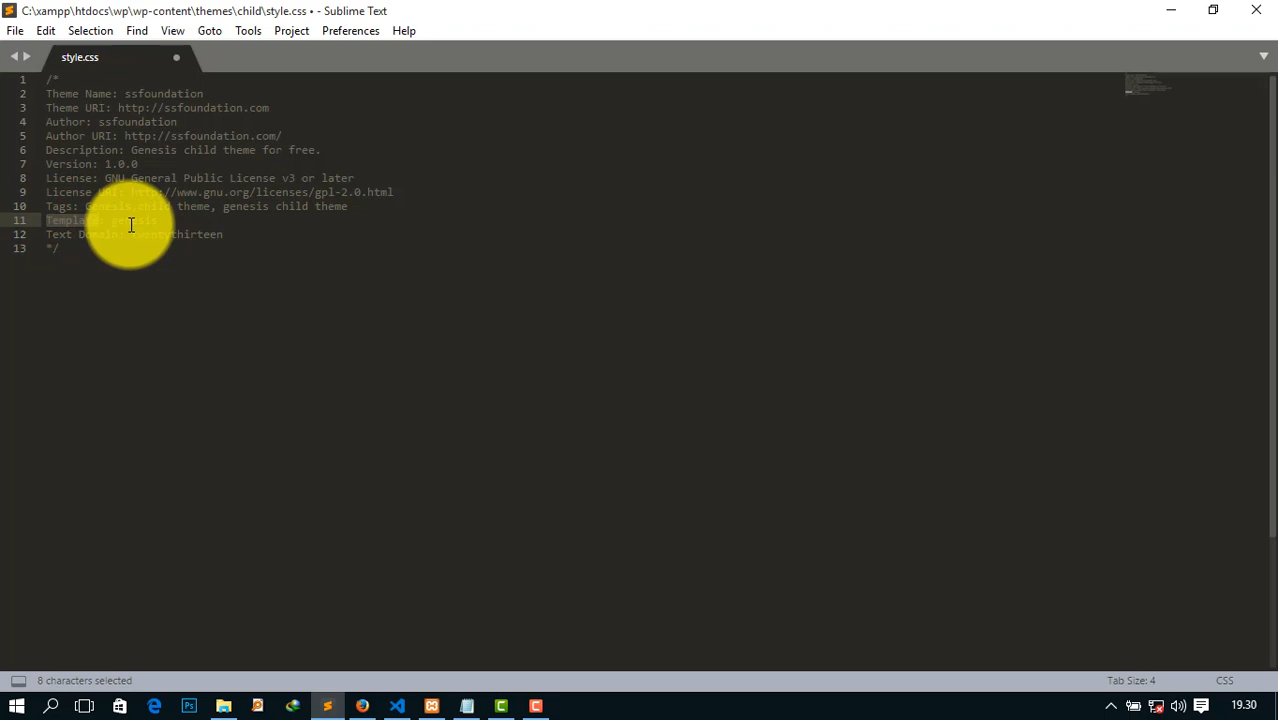 C:\xampp\htdocs\wp\wp-content\themes\child\style.css • - Sublime Text
File Edit Selection Find View Goto Tools Project Preferences Help
style.css
1 /*
2 Theme Name: ssfoundation
3 Theme URI: http://ssfoundation.com
4 Author: ssfoundation
5 Author URI: http://ssfoundation.com/
6 Description: Genesis child theme for free.
7 Version: 1.0.0
8 License: GNU General Public License v3 or later
9 License URI: http://www.gnu.org/licenses/gpl-2.0.html
10 Tags: Genesis,child theme, genesis child theme
11 Template: genesis
12 Text Domain: twentythirteen
13 */
8 characters selected Tab Size: 4 CSS
Ps 19.30